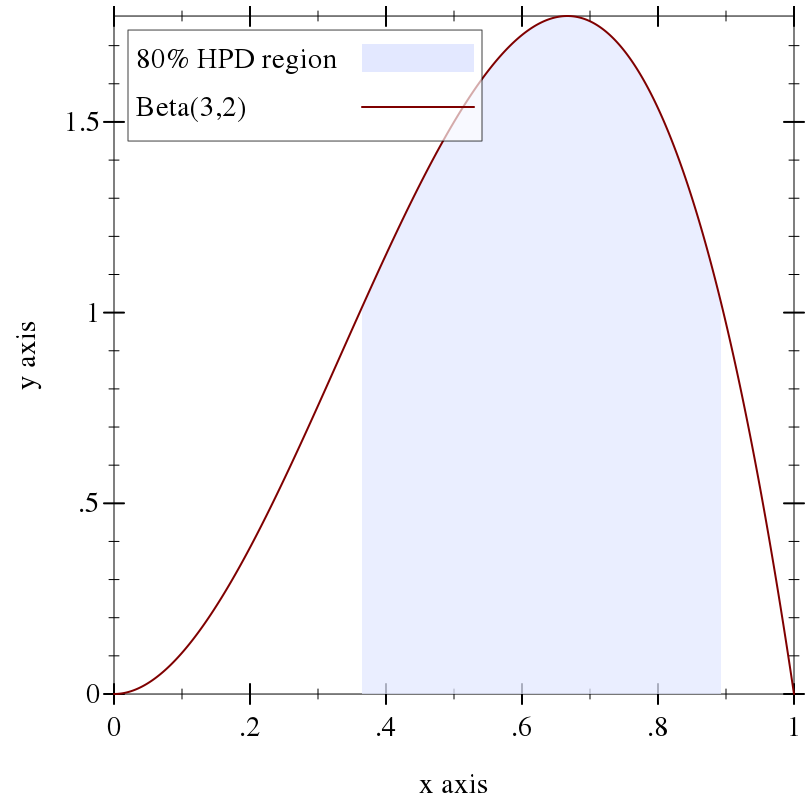 80% HPD region
Beta(3,2)
1.5
1
.5
0
0 .2 .4 .6 .8 1
y axis
x axis